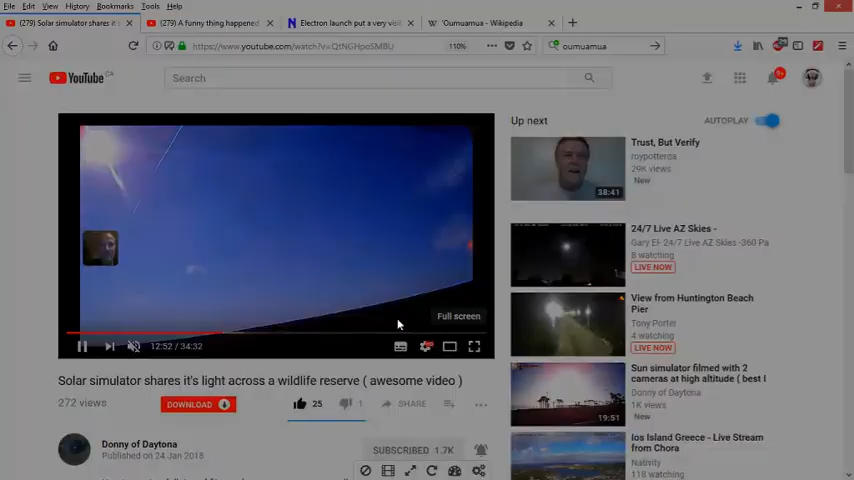 File Edit View History Bookmarks Tools Help
(279) Solar simulator shares it's
(279) A funny thing happened
Electron launch put a very visi
'Oumuamua - Wikipedia
https://www.youtube.com/watch?v=QtNGHpoSMBU
110%
oumuamua
YouTube CA
Search
9+
Up next
AUTOPLAY
Trust, But Verify
roypotterqa
29K views
New
38:41
24/7 Live AZ Skies -
Gary El- 24/7 Live AZ Skies -360 Pa
8 watching
LIVE NOW
View from Huntington Beach
Pier
Tony Porter
4 watching
LIVE NOW
Full screen
12:52 / 34:32
Solar simulator shares it's light across a wildlife reserve ( awesome video )
272 views
DOWNLOAD
25
1
SHARE
Sun simulator filmed with 2
cameras at high altitude ( best l
Donny of Daytona
1K views
New
19:51
Donny of Daytona
Published on 24 Jan 2018
SUBSCRIBED 1.7K
Ios Island Greece - Live Stream
from Chora
Nativity
118 watching